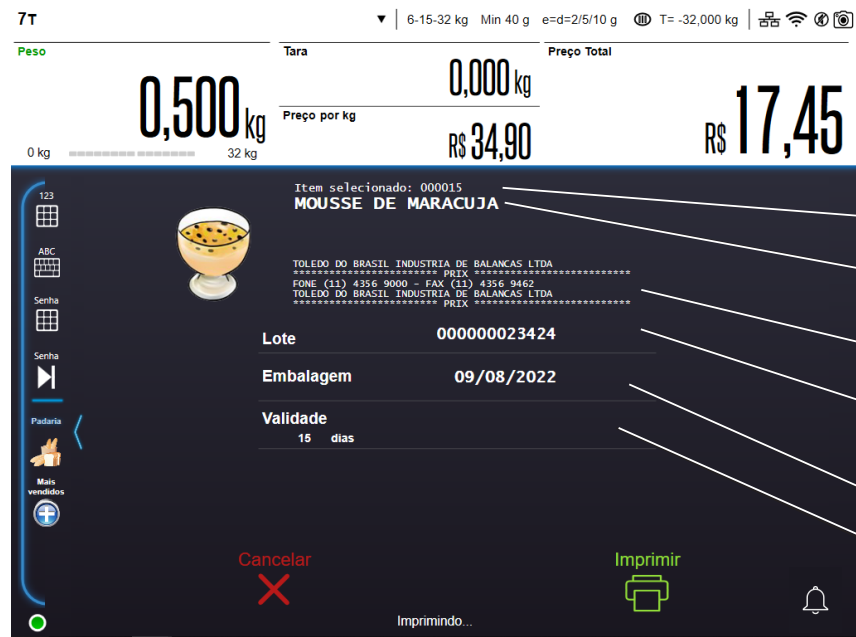 7T
6-15-32 kg Min 40 g e=d=2/5/10 g T= -32,000 kg
Peso
0,500 kg
0 kg
32 kg
Tara
0,000 kg
Preço por kg
R$ 34,90
Preço Total
R$ 17,45
123
ABC
Senha
Senha
Padaria
Mais
vendidos
Item selecionado: 000015
MOUSSE DE MARACUJA
TOLEDO DO BRASIL INDUSTRIA DE BALANCAS LTDA
************************ PRIX **************************
FONE (11) 4356 9000 - FAX (11) 4356 9462
TOLEDO DO BRASIL INDUSTRIA DE BALANCAS LTDA
************************ PRIX **************************
Lote 000000023424
Embalagem 09/08/2022
Validade
15 dias
Cancelar
Imprimir
Imprimindo...